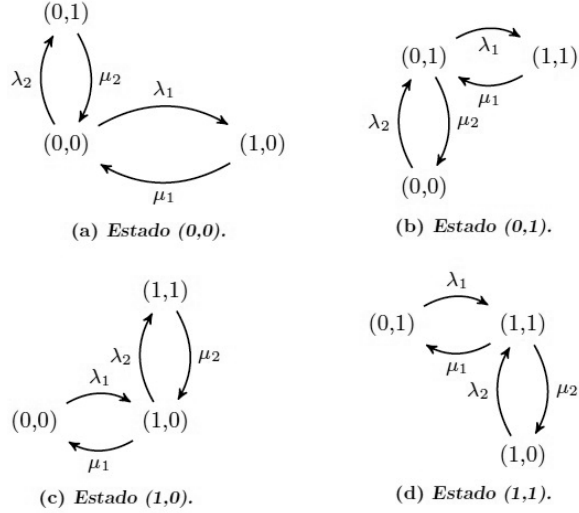 (0,1)
λ₂ μ₂
λ₁
(0,0) (1,0)
μ₁
(a) Estado (0,0).
λ₁
(0,1) (1,1)
μ₁
λ₂ μ₂
(0,0)
(b) Estado (0,1).
(1,1)
λ₂ μ₂
λ₁
(0,0) (1,0)
μ₁
(c) Estado (1,0).
λ₁
(0,1) (1,1)
μ₁
λ₂ μ₂
(1,0)
(d) Estado (1,1).